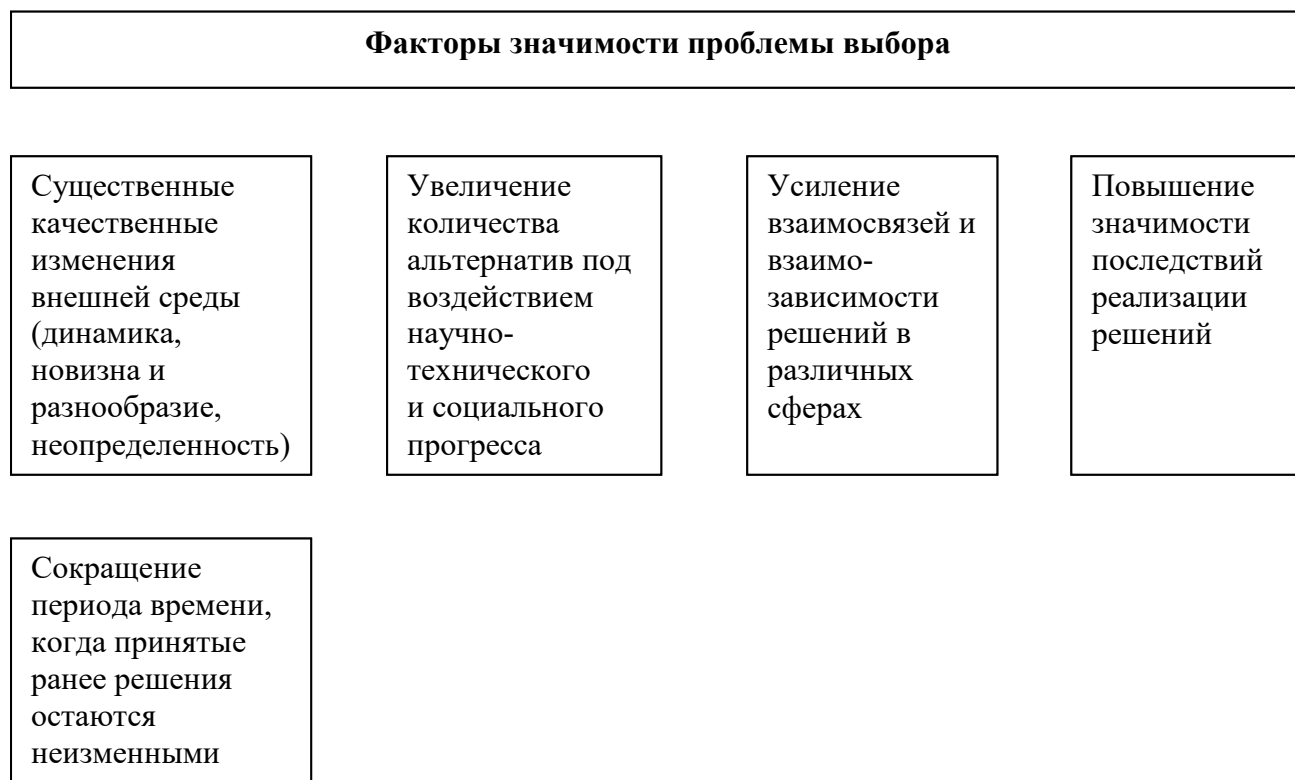 Факторы значимости проблемы выбора
Существенные
качественные
изменения
внешней среды
(динамика,
новизна и
разнообразие,
неопределенность)
Увеличение
количества
альтернатив под
воздействием
научно-
технического
и социального
прогресса
Усиление
взаимосвязей и
взаимо-
зависимости
решений в
различных
сферах
Повышение
значимости
последствий
реализации
решений
Сокращение
периода времени,
когда принятые
ранее решения
остаются
неизменными